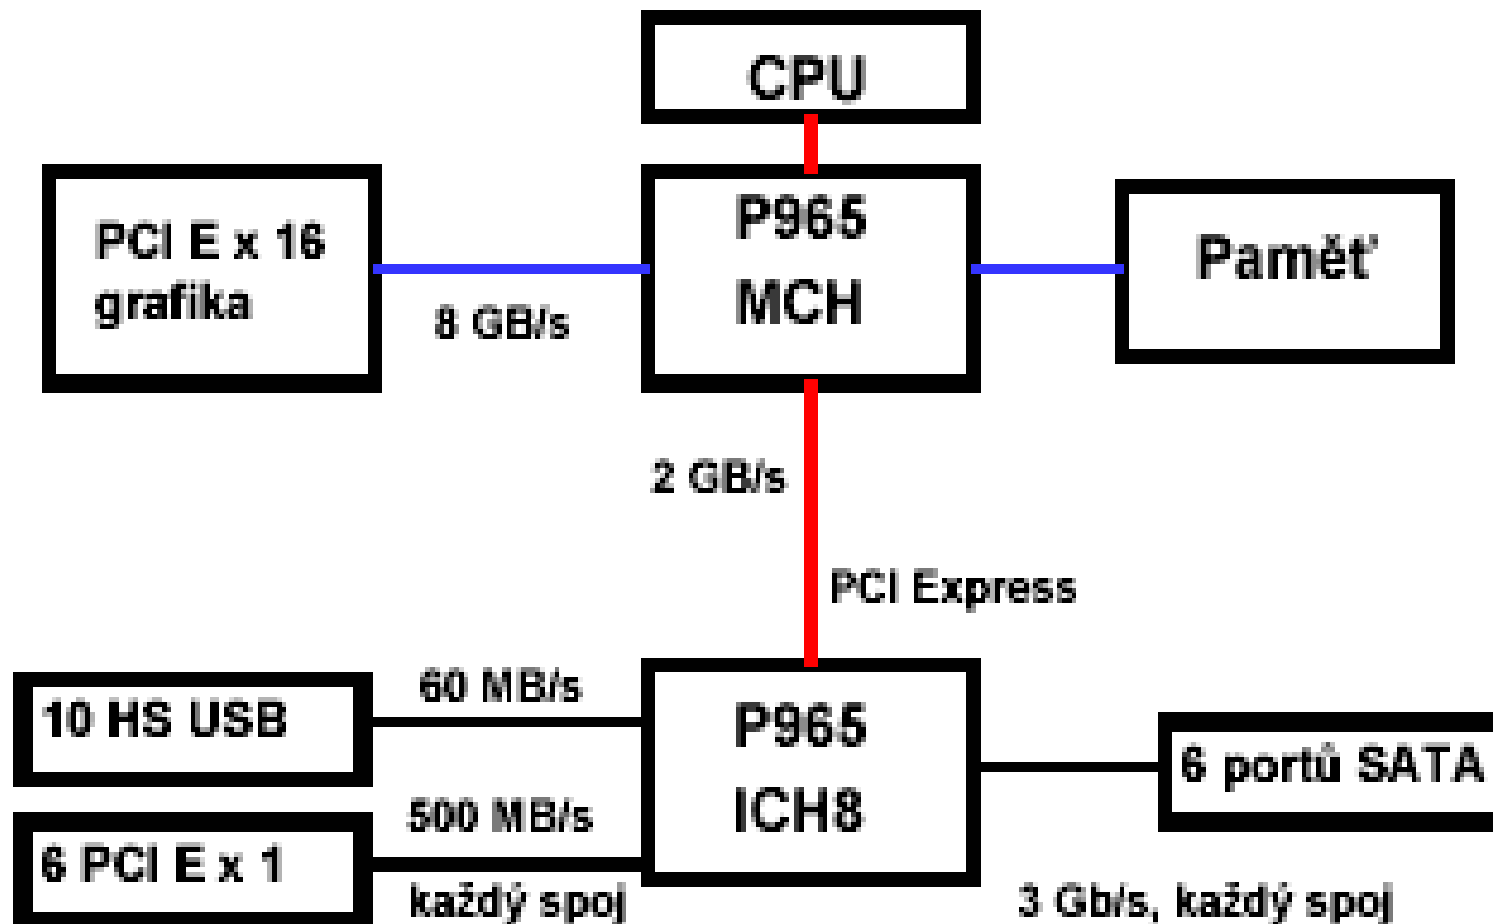 CPU
PCI E x 16
grafika
8 GB/s
P965
MCH
Paměť
2 GB/s
PCI Express
10 HS USB
60 MB/s
6 PCI E x 1
500 MB/s
každý spoj
P965
ICH8
6 portů SATA
3 Gb/s, každý spoj